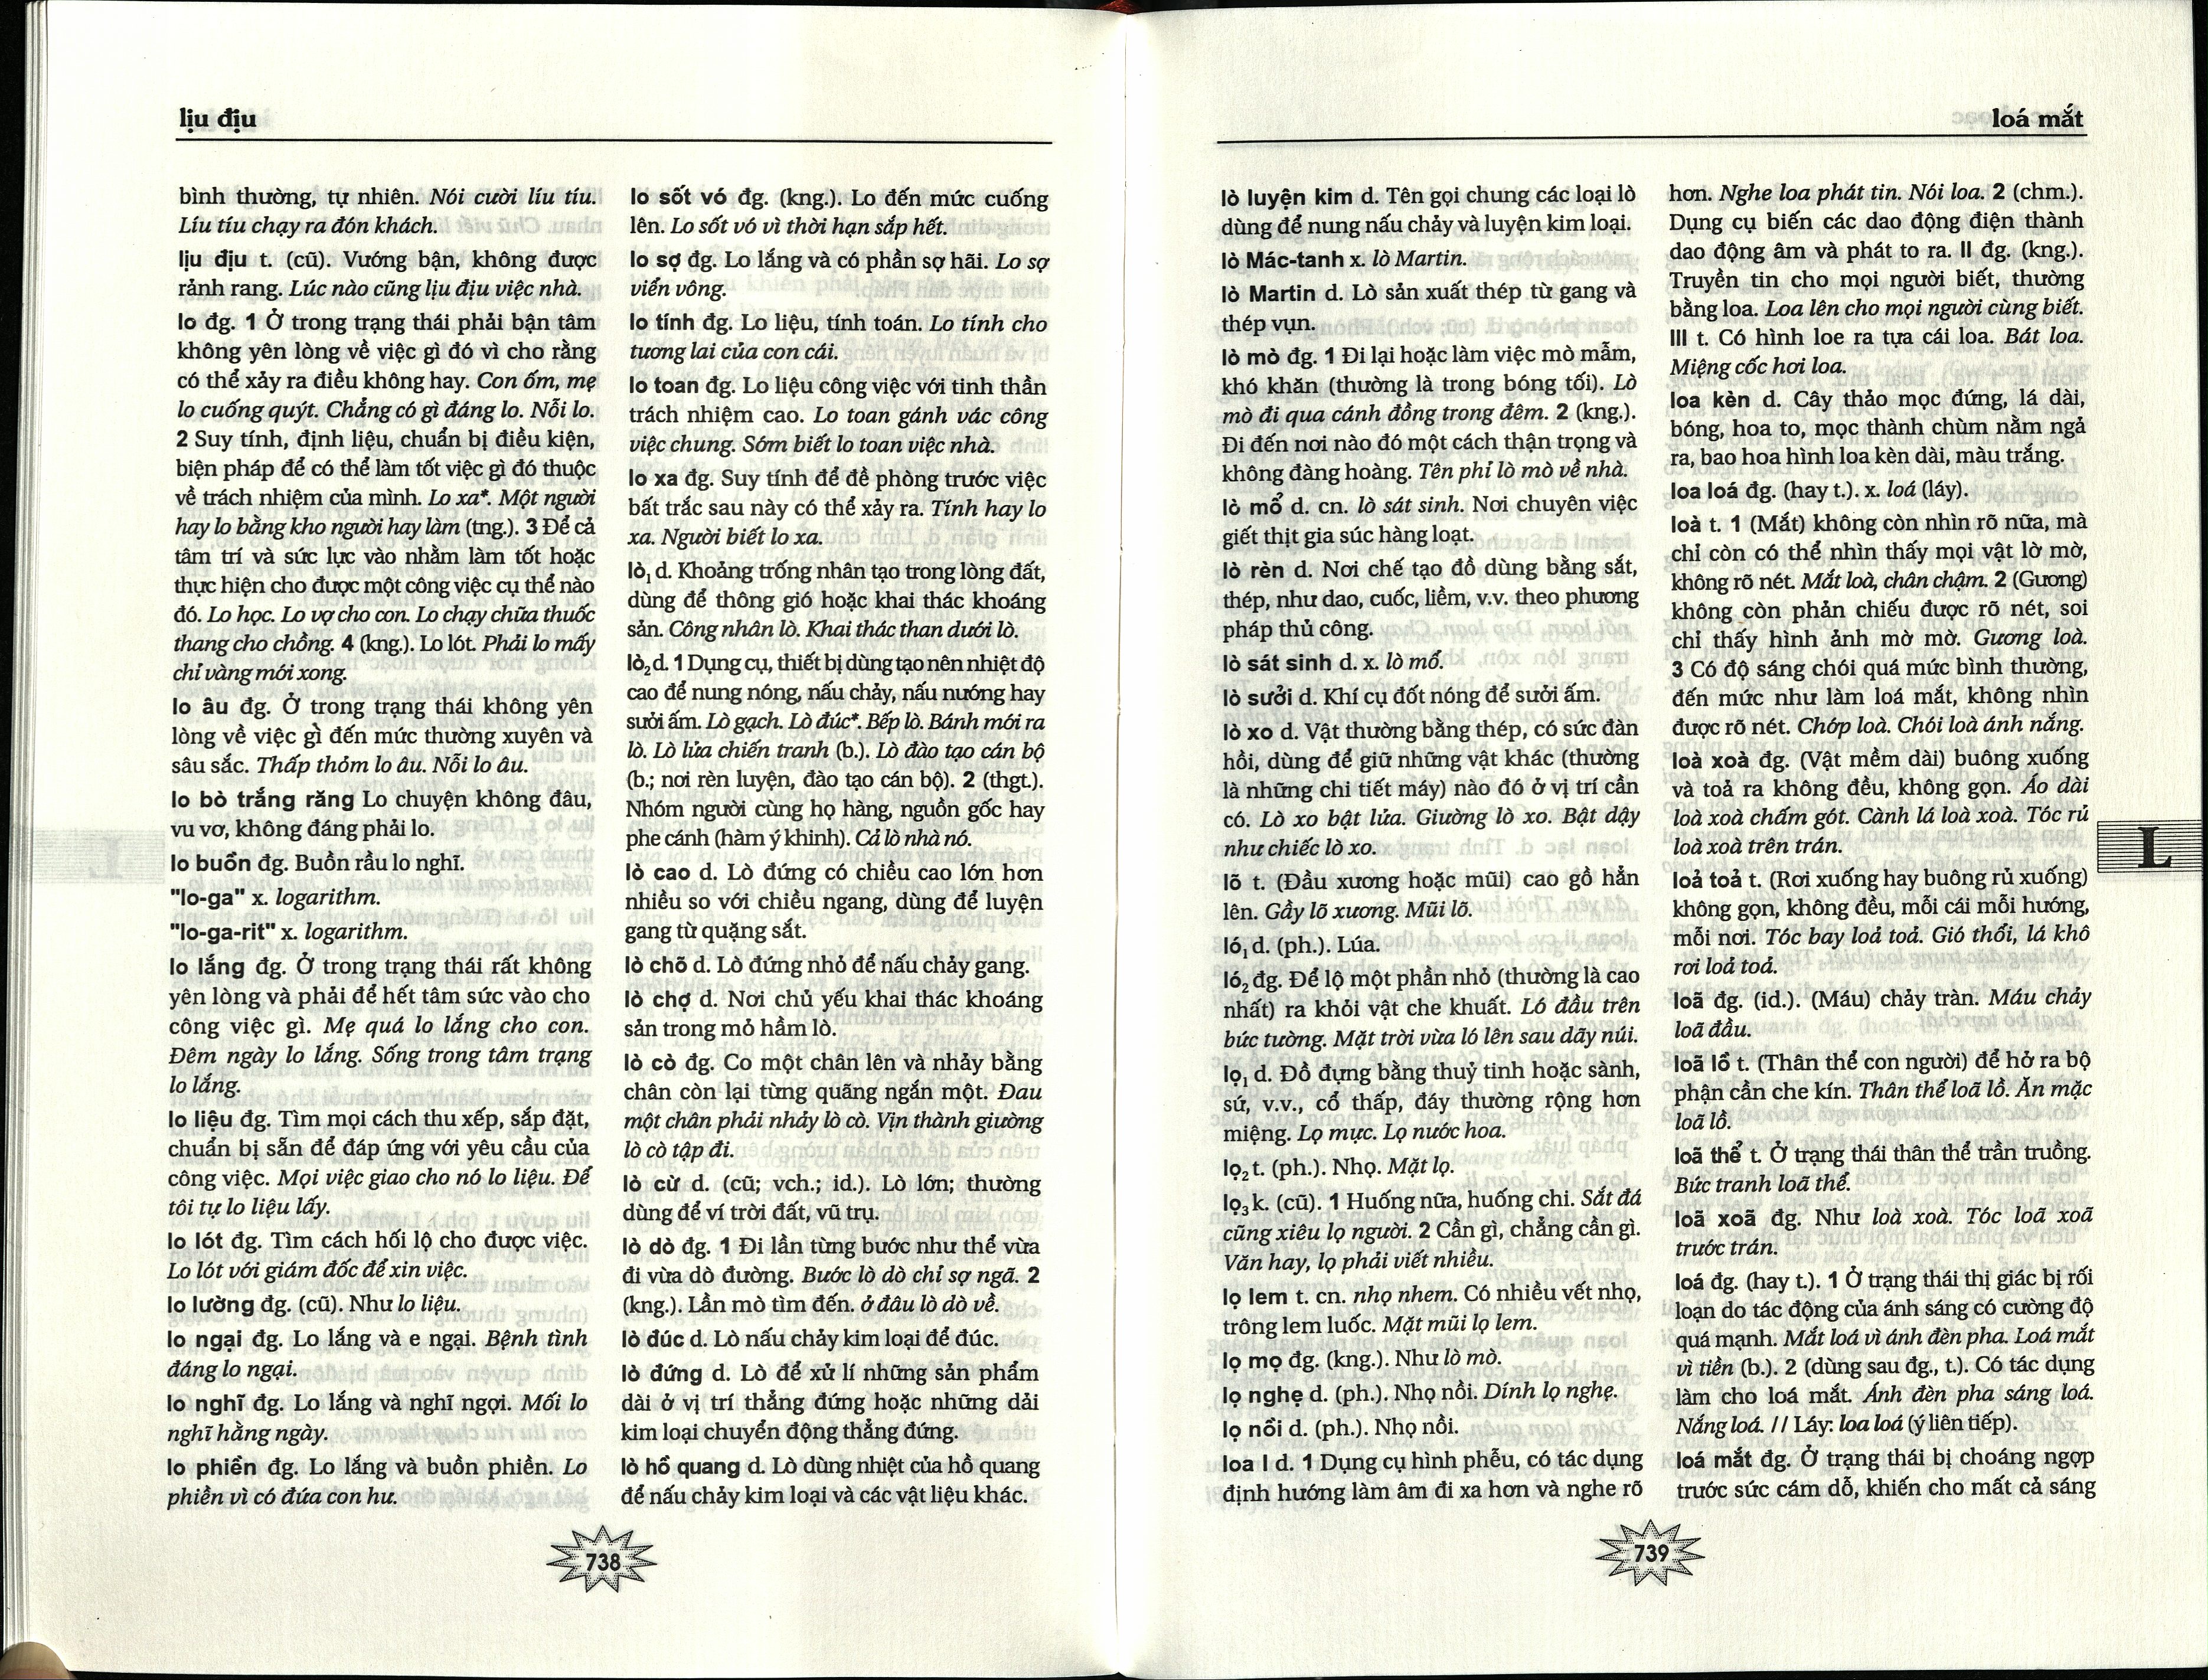 lịu địu
bình thường, tự nhiên. Nói cười líu tíu.
Líu tíu chạy ra đón khách.
lịu địu t. (cũ). Vướng bận, không được
rảnh rang. Lúc nào cũng lịu địu việc nhà.
lo đg. 1 Ở trong trạng thái phải bận tâm
không yên lòng về việc gì đó vì cho rằng
có thể xảy ra điều không hay. Con ốm, mẹ
lo cuống quýt. Chẳng có gì đáng lo. Nỗi lo.
2 Suy tính, định liệu, chuẩn bị điều kiện,
biện pháp để có thể làm tốt việc gì đó thuộc
về trách nhiệm của mình. Lo xa*. Một người
hay lo bằng kho người hay làm (tng.). 3 Để cả
tâm trí và sức lực vào nhằm làm tốt hoặc
thực hiện cho được một công việc cụ thể nào
đó. Lo học. Lo vợ cho con. Lo chạy chữa thuốc
thang cho chồng. 4 (kng.). Lo lót. Phải lo mấy
chỉ vàng mới xong.
lo âu đg. Ở trong trạng thái không yên
lòng về việc gì đến mức thường xuyên và
sâu sắc. Thấp thỏm lo âu. Nỗi lo âu.
lo bò trắng răng Lo chuyện không đâu,
vu vơ, không đáng phải lo.
lo buồn đg. Buồn rầu lo nghĩ.
"lo-ga" x. logarithm.
"lo-ga-rit" x. logarithm.
lo lắng đg. Ở trong trạng thái rất không
yên lòng và phải để hết tâm sức vào cho
công việc gì. Mẹ quá lo lắng cho con.
Đêm ngày lo lắng. Sống trong tâm trạng
lo lắng.
lo liệu đg. Tìm mọi cách thu xếp, sắp đặt,
chuẩn bị sẵn để đáp ứng với yêu cầu của
công việc. Mọi việc giao cho nó lo liệu. Để
tôi tự lo liệu lấy.
lo lót đg. Tìm cách hối lộ cho được việc.
Lo lót với giám đốc để xin việc.
lo lường đg. (cũ). Như lo liệu.
lo ngại đg. Lo lắng và e ngại. Bệnh tình
đáng lo ngại.
lo nghĩ đg. Lo lắng và nghĩ ngợi. Mối lo
nghĩ hằng ngày.
lo phiền đg. Lo lắng và buồn phiền. Lo
phiền vì có đứa con hư.
lo sốt vó đg. (kng.). Lo đến mức cuống
lên. Lo sốt vó vì thời hạn sắp hết.
lo sợ đg. Lo lắng và có phần sợ hãi. Lo sợ
viển vông.
lo tính đg. Lo liệu, tính toán. Lo tính cho
tương lai của con cái.
lo toan đg. Lo liệu công việc với tinh thần
trách nhiệm cao. Lo toan gánh vác công
việc chung. Sớm biết lo toan việc nhà.
lo xa đg. Suy tính để đề phòng trước việc
bất trắc sau này có thể xảy ra. Tính hay lo
xa. Người biết lo xa.
lò₁ d. Khoảng trống nhân tạo trong lòng đất,
dùng để thông gió hoặc khai thác khoáng
sản. Công nhân lò. Khai thác than dưới lò.
lò₂ d. 1 Dụng cụ, thiết bị dùng tạo nên nhiệt độ
cao để nung nóng, nấu chảy, nấu nướng hay
sưởi ấm. Lò gạch. Lò đúc*. Bếp lò. Bánh mới ra
lò. Lò lửa chiến tranh (b.). Lò đào tạo cán bộ
(b.; nơi rèn luyện, đào tạo cán bộ). 2 (thgt.).
Nhóm người cùng họ hàng, nguồn gốc hay
phe cánh (hàm ý khinh). Cả lò nhà nó.
lò cao d. Lò đứng có chiều cao lớn hơn
nhiều so với chiều ngang, dùng để luyện
gang từ quặng sắt.
lò chõ d. Lò đứng nhỏ để nấu chảy gang.
lò chợ d. Nơi chủ yếu khai thác khoáng
sản trong mỏ hầm lò.
lò cò đg. Co một chân lên và nhảy bằng
chân còn lại từng quãng ngắn một. Đau
một chân phải nhảy lò cò. Vịn thành giường
lò cò tập đi.
lò cừ d. (cũ; vch.; id.). Lò lớn; thường
dùng để ví trời đất, vũ trụ.
lò dò đg. 1 Đi lần từng bước như thể vừa
đi vừa dò đường. Bước lò dò chỉ sợ ngã. 2
(kng.). Lần mò tìm đến. ở đâu lò dò về.
lò đúc d. Lò nấu chảy kim loại để đúc.
lò đứng d. Lò để xử lí những sản phẩm
dài ở vị trí thẳng đứng hoặc những dải
kim loại chuyển động thẳng đứng.
lò hồ quang d. Lò dùng nhiệt của hồ quang
để nấu chảy kim loại và các vật liệu khác.
738
loá mắt
lò luyện kim d. Tên gọi chung các loại lò
dùng để nung nấu chảy và luyện kim loại.
lò Mác-tanh x. lò Martin.
lò Martin d. Lò sản xuất thép từ gang và
thép vụn.
lò mò đg. 1 Đi lại hoặc làm việc mò mẫm,
khó khăn (thường là trong bóng tối). Lò
mò đi qua cánh đồng trong đêm. 2 (kng.).
Đi đến nơi nào đó một cách thận trọng và
không đàng hoàng. Tên phỉ lò mò về nhà.
lò mổ d. cn. lò sát sinh. Nơi chuyên việc
giết thịt gia súc hàng loạt.
lò rèn d. Nơi chế tạo đồ dùng bằng sắt,
thép, như dao, cuốc, liềm, v.v. theo phương
pháp thủ công.
lò sát sinh d. x. lò mổ.
lò sưởi d. Khí cụ đốt nóng để sưởi ấm.
lò xo d. Vật thường bằng thép, có sức đàn
hồi, dùng để giữ những vật khác (thường
là những chi tiết máy) nào đó ở vị trí cần
có. Lò xo bật lửa. Giường lò xo. Bật dậy
như chiếc lò xo.
lõ t. (Đầu xương hoặc mũi) cao gồ hẳn
lên. Gầy lõ xương. Mũi lõ.
ló₁ d. (ph.). Lúa.
ló₂ đg. Để lộ một phần nhỏ (thường là cao
nhất) ra khỏi vật che khuất. Ló đầu trên
bức tường. Mặt trời vừa ló lên sau dãy núi.
lọ₁ d. Đồ đựng bằng thuỷ tinh hoặc sành,
sứ, v.v., cổ thấp, đáy thường rộng hơn
miệng. Lọ mực. Lọ nước hoa.
lọ₂ t. (ph.). Nhọ. Mặt lọ.
lọ₃ k. (cũ). 1 Huống nữa, huống chi. Sắt đá
cũng xiêu lọ người. 2 Cần gì, chẳng cần gì.
Văn hay, lọ phải viết nhiều.
lọ lem t. cn. nhọ nhem. Có nhiều vết nhọ,
trông lem luốc. Mặt mũi lọ lem.
lọ mọ đg. (kng.). Như lò mò.
lọ nghẹ d. (ph.). Nhọ nồi. Dính lọ nghẹ.
lọ nồi d. (ph.). Nhọ nồi.
loa I d. 1 Dụng cụ hình phễu, có tác dụng
định hướng làm âm đi xa hơn và nghe rõ
hơn. Nghe loa phát tin. Nói loa. 2 (chm.).
Dụng cụ biến các dao động điện thành
dao động âm và phát to ra. II đg. (kng.).
Truyền tin cho mọi người biết, thường
bằng loa. Loa lên cho mọi người cùng biết.
III t. Có hình loe ra tựa cái loa. Bát loa.
Miệng cốc hơi loa.
loa kèn d. Cây thảo mọc đứng, lá dài,
bóng, hoa to, mọc thành chùm nằm ngả
ra, bao hoa hình loa kèn dài, màu trắng.
loa loá đg. (hay t.). x. loá (láy).
loà t. 1 (Mắt) không còn nhìn rõ nữa, mà
chỉ còn có thể nhìn thấy mọi vật lờ mờ,
không rõ nét. Mắt loà, chân chậm. 2 (Gương)
không còn phản chiếu được rõ nét, soi
chỉ thấy hình ảnh mờ mờ. Gương loà.
3 Có độ sáng chói quá mức bình thường,
đến mức như làm loá mắt, không nhìn
được rõ nét. Chớp loà. Chói loà ánh nắng.
loà xoà đg. (Vật mềm dài) buông xuống
và toả ra không đều, không gọn. Áo dài
loà xoà chấm gót. Cành lá loà xoà. Tóc rủ
loà xoà trên trán.
loả toả t. (Rơi xuống hay buông rủ xuống)
không gọn, không đều, mỗi cái mỗi hướng,
mỗi nơi. Tóc bay loả toả. Gió thổi, lá khô
rơi loả toả.
loã đg. (id.). (Máu) chảy tràn. Máu chảy
loã đầu.
loã lồ t. (Thân thể con người) để hở ra bộ
phận cần che kín. Thân thể loã lồ. Ăn mặc
loã lồ.
loã thể t. Ở trạng thái thân thể trần truồng.
Bức tranh loã thể.
loã xoã đg. Như loà xoà. Tóc loã xoã
trước trán.
loá đg. (hay t.). 1 Ở trạng thái thị giác bị rối
loạn do tác động của ánh sáng có cường độ
quá mạnh. Mắt loá vì ánh đèn pha. Loá mắt
vì tiền (b.). 2 (dùng sau đg., t.). Có tác dụng
làm cho loá mắt. Ánh đèn pha sáng loá.
Nắng loá. // Láy: loa loá (ý liên tiếp).
loá mắt đg. Ở trạng thái bị choáng ngợp
trước sức cám dỗ, khiến cho mất cả sáng
L
739